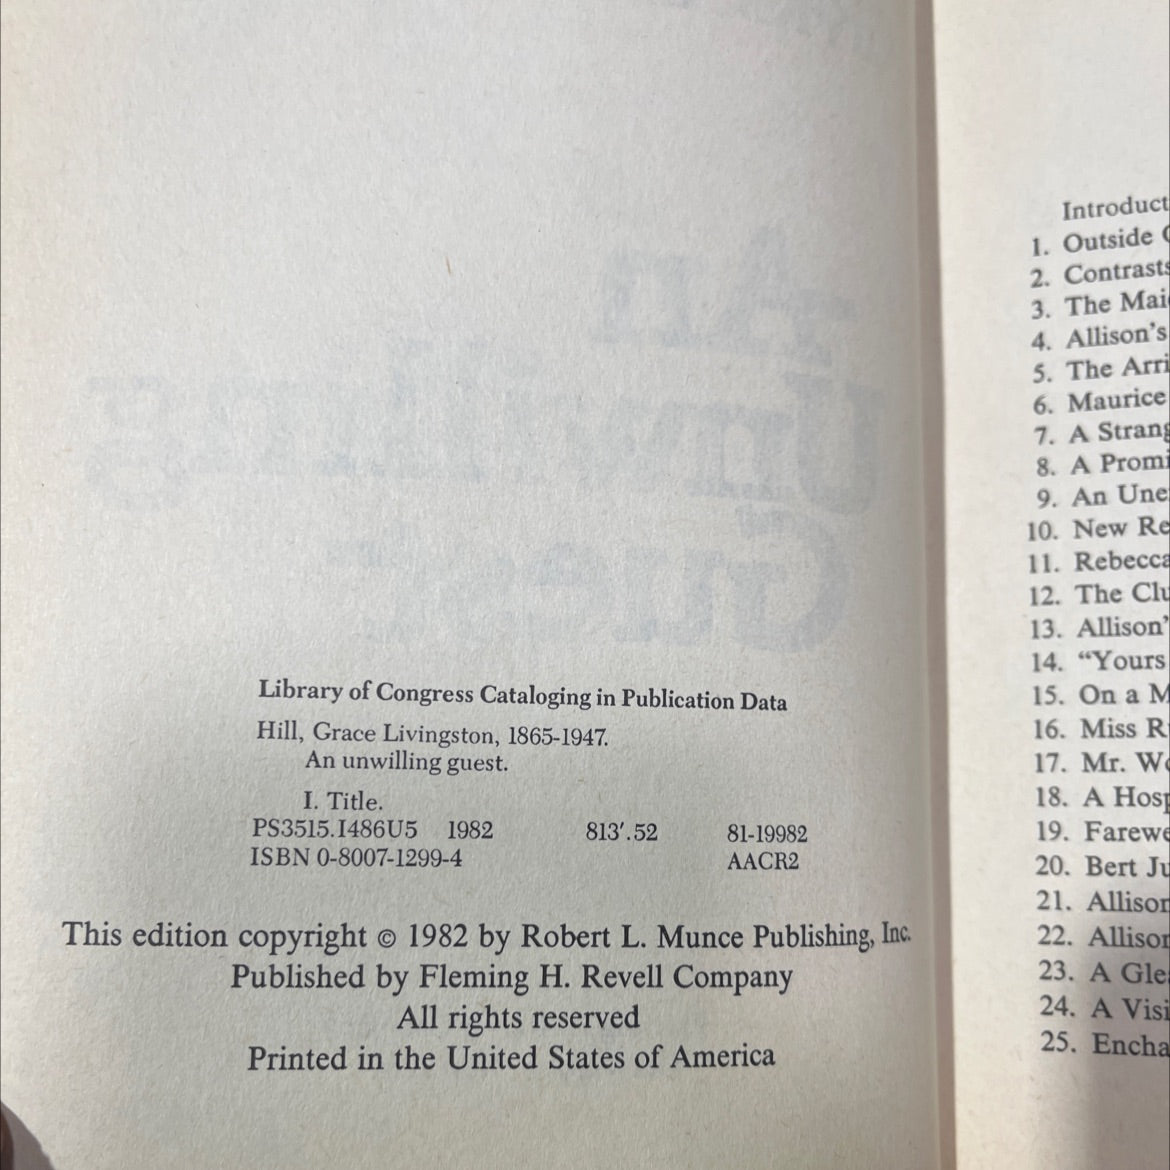 Library of Congress Cataloging in Publication Data
Hill, Grace Livingston, 1865-1947.
An unwilling guest.
I. Title.
PS3515.I486U5 1982 813′.52 81-19982
ISBN 0-8007-1299-4 AACR2
This edition copyright © 1982 by Robert L. Munce Publishing, Inc.
Published by Fleming H. Revell Company
All rights reserved
Printed in the United States of America
Introduct
1. Outside
2. Contrasts
3. The Mai
4. Allison's
5. The Arri
6. Maurice
7. A Strang
8. A Promi
9. An Une
10. New Re
11. Rebecca
12. The Clu
13. Allison'
14. “Yours
15. On a M
16. Miss R
17. Mr. W
18. A Hosp
19. Farewe
20. Bert Ju
21. Allison
22. Allison
23. A Glea
24. A Visi
25. Encha